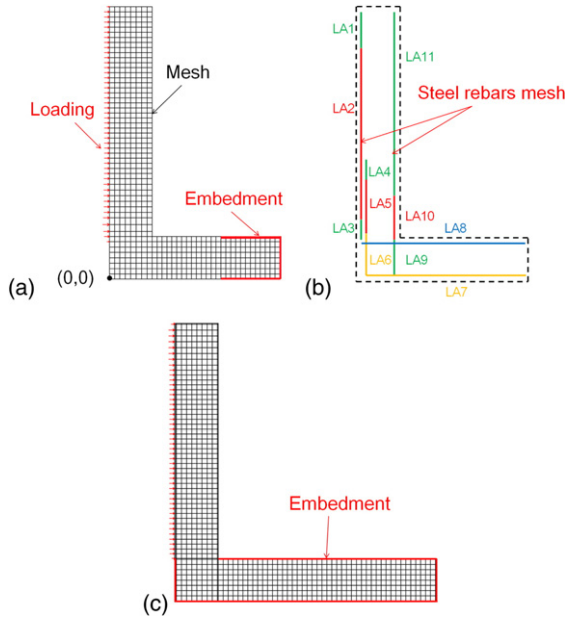 Mesh
Loading
Embedment
(0,0)
(a)
LA1
LA11
Steel rebars mesh
LA2
LA4
LA5
LA3
LA10
LA8
LA6
LA9
LA7
(b)
Embedment
(c)